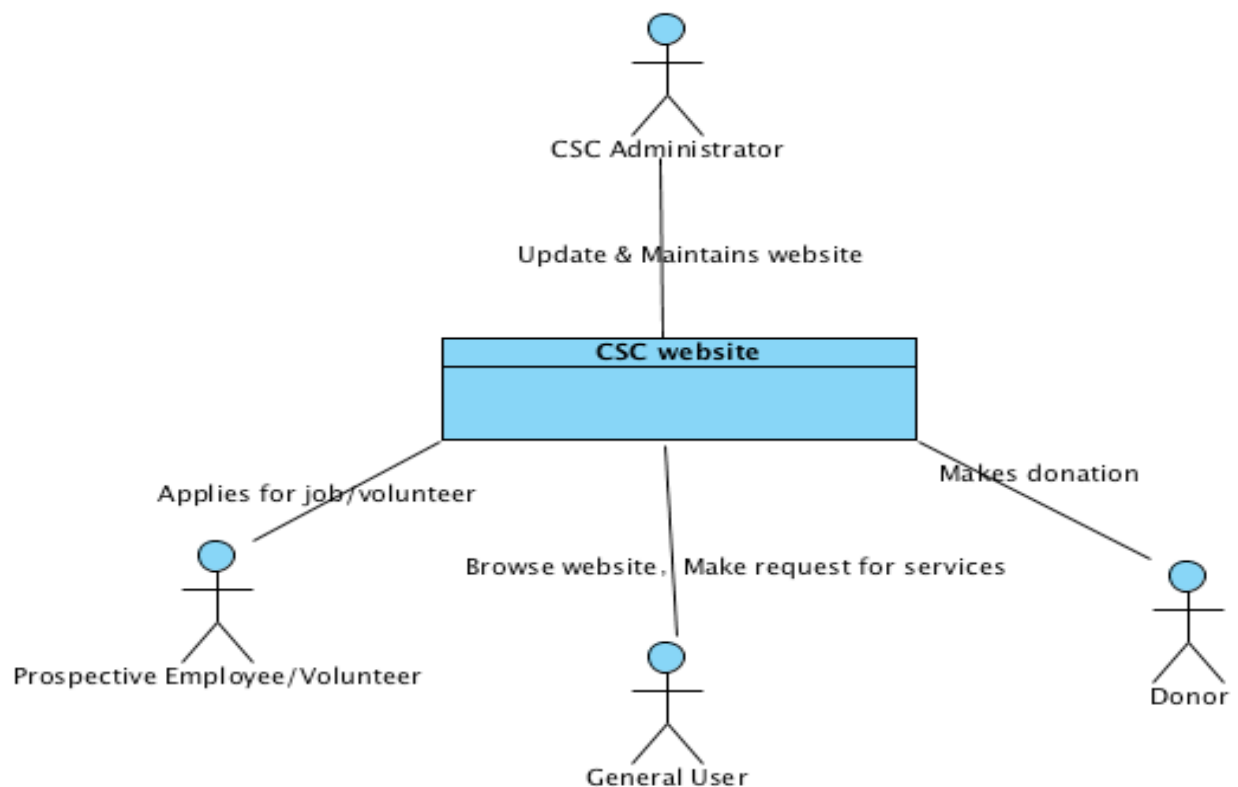 CSC Administrator
Update & Maintains website
CSC website
Makes donation
Applies for job/volunteer
Browse website, Make request for services
Prospective Employee/Volunteer
Donor
General User